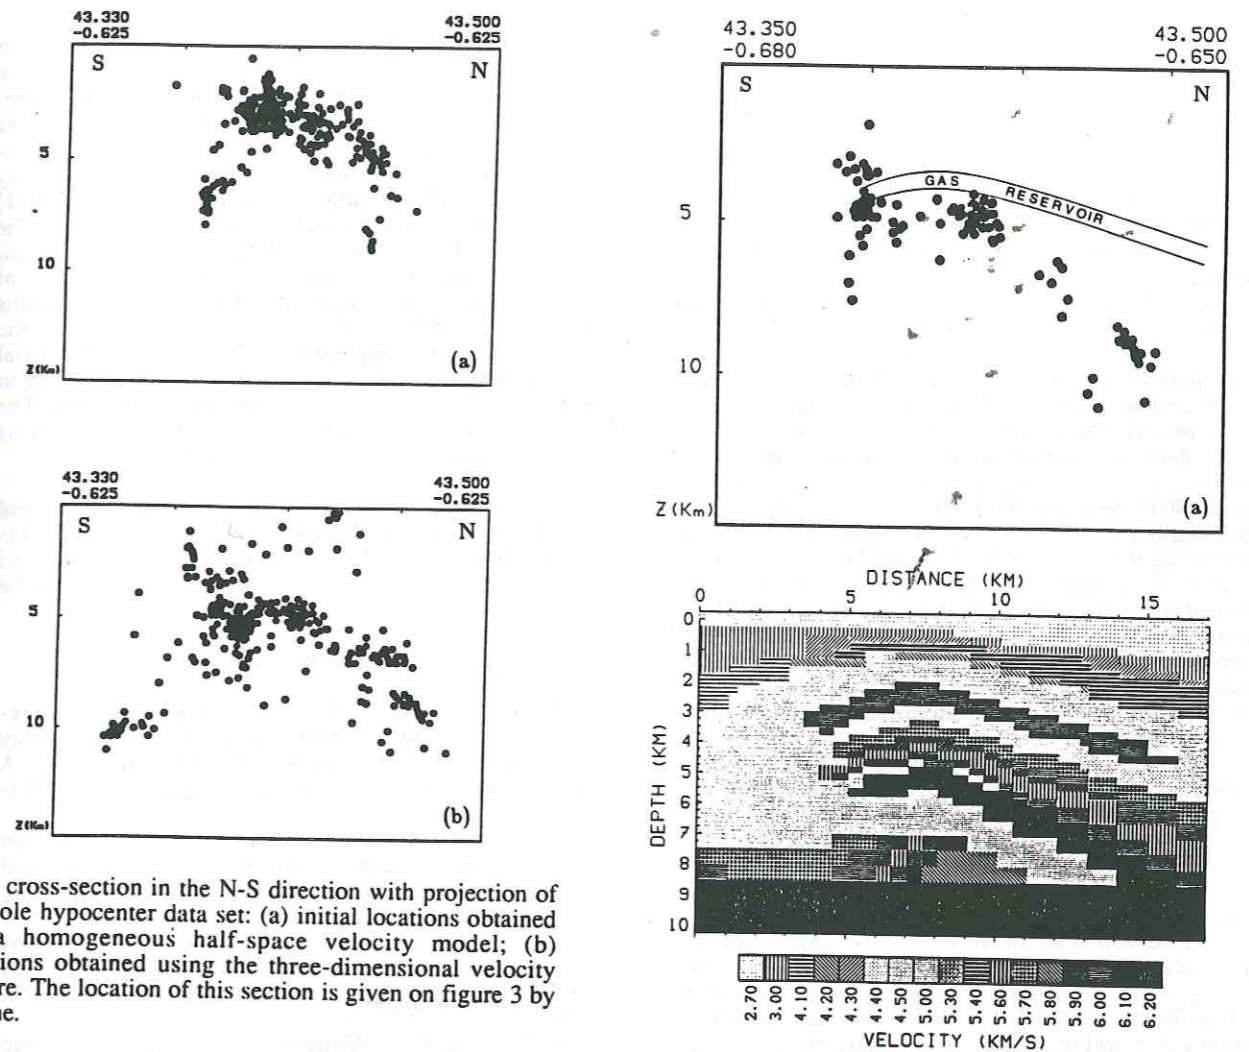 43.330
-0.625
43.500
-0.625
S
N
5
10
Z(Km)
(a)
43.330
-0.625
43.500
-0.625
S
N
5
10
Z(Km)
(b)
cross-section in the N-S direction with projection of
ole hypocenter data set: (a) initial locations obtained
a homogeneous half-space velocity model; (b)
ions obtained using the three-dimensional velocity
re. The location of this section is given on figure 3 by
ne.
43.350
-0.680
43.500
-0.650
S
N
GAS RESERVOIR
5
10
Z (Km)
(a)
DISTANCE (KM)
0 5 10 15
DEPTH (KM)
0
1
2
3
4
5
6
7
8
9
10
2.70 3.00 4.10 4.20 4.30 4.40 4.50 5.00 5.30 5.40 5.60 5.70 5.80 5.90 6.00 6.10 6.20
VELOCITY (KM/S)